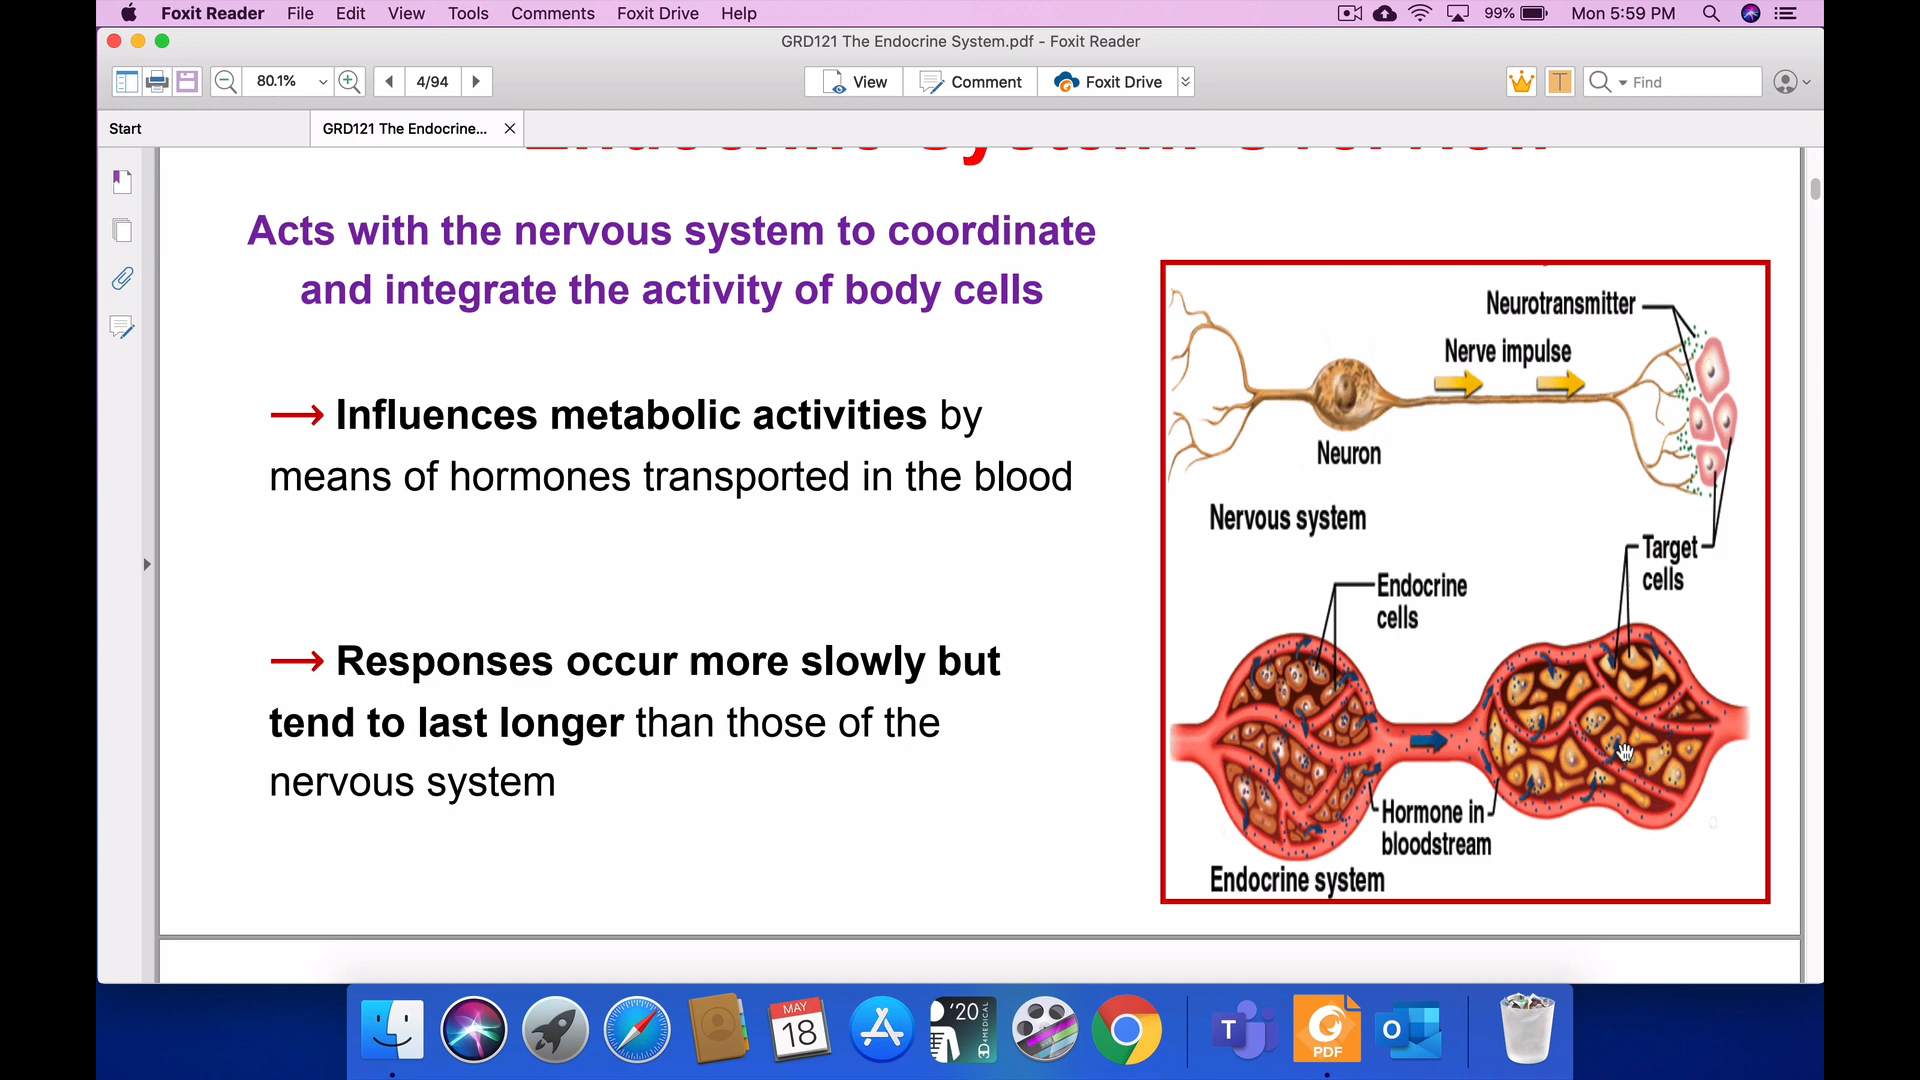 Foxit Reader File Edit View Tools Comments Foxit Drive Help 99% Mon 5:59 PM
GRD121 The Endocrine System.pdf - Foxit Reader
80.1% 4/94 View Comment Foxit Drive T Find
Start GRD121 The Endocrine...
Acts with the nervous system to coordinate
and integrate the activity of body cells
→ Influences metabolic activities by
means of hormones transported in the blood
→ Responses occur more slowly but
tend to last longer than those of the
nervous system
Neurotransmitter
Nerve impulse
Neuron
Nervous system
Target
cells
Endocrine
cells
Hormone in
bloodstream
Endocrine system
MAY
18
'20
3D4MEDICAL
T
PDF
O